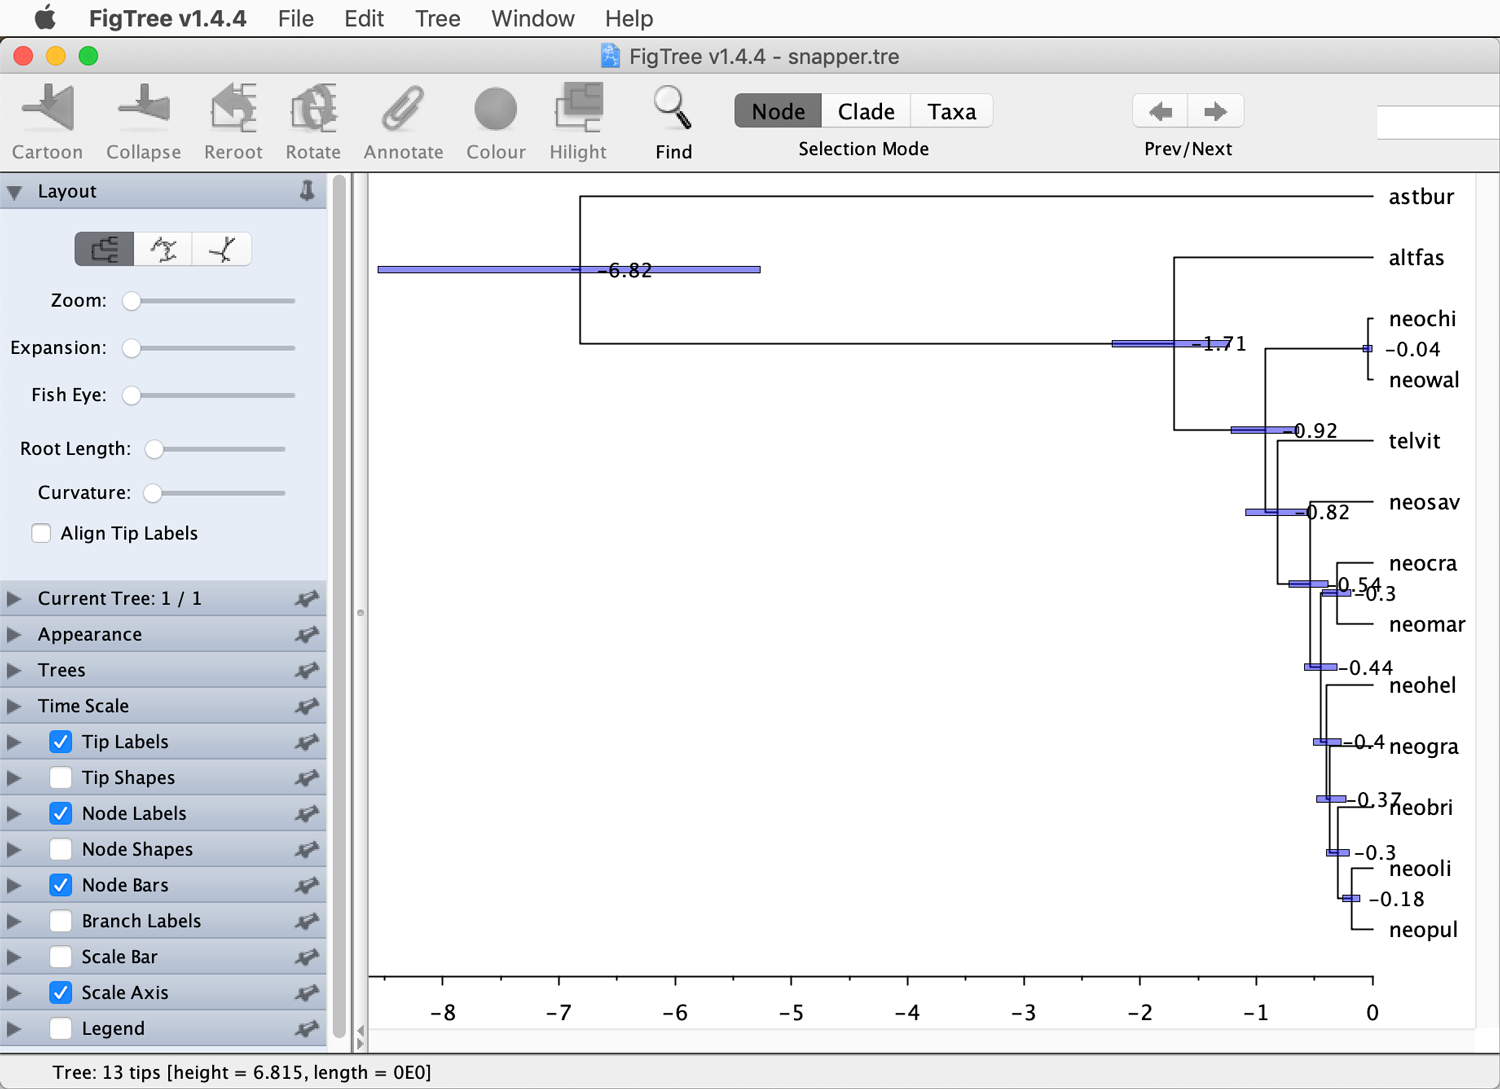 FigTree v1.4.4 File Edit Tree Window Help
FigTree v1.4.4 - snapper.tre
Cartoon Collapse Reroot Rotate Annotate Colour Hilight Find
Node Clade Taxa
Selection Mode
Prev/Next
Layout
Zoom:
Expansion:
Fish Eye:
Root Length:
Curvature:
Align Tip Labels
Current Tree: 1 / 1
Appearance
Trees
Time Scale
Tip Labels
Tip Shapes
Node Labels
Node Shapes
Node Bars
Branch Labels
Scale Bar
Scale Axis
Legend
astbur
altfas
-6.82
neochi
-1.71
-0.04
neowal
-0.92
telvit
neosav
-0.82
neocra
-0.54
-0.3
neomar
-0.44
neohel
-0.4
neogra
-0.37
neobri
-0.3
neooli
-0.18
neopul
-8 -7 -6 -5 -4 -3 -2 -1 0
Tree: 13 tips [height = 6.815, length = 0E0]